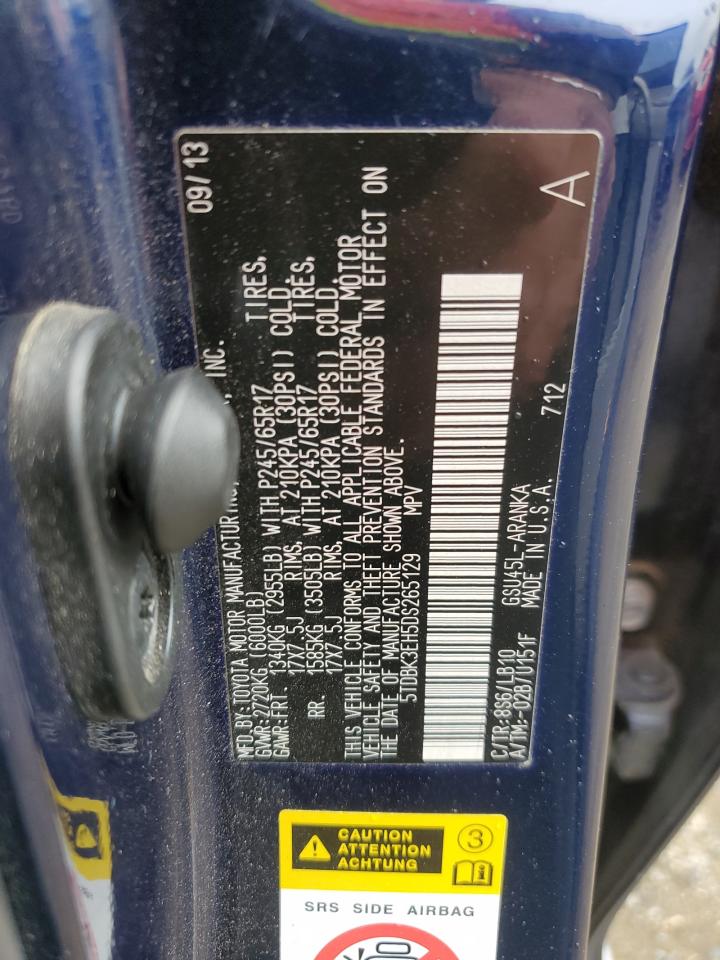 MFD. BY: TOYOTA MOTOR MANUFACTURING, INC. 09/13
GVWR: 2720KG (6000LB)
GAWR: FRT. 1340KG (2955LB) WITH P245/65R17 TIRES,
17X7.5J RIMS, AT 210KPA (30PSI) COLD.
RR 1585KG (3505LB) WITH P245/65R17 TIRES,
17X7.5J RIMS, AT 210KPA (30PSI) COLD.
THIS VEHICLE CONFORMS TO ALL APPLICABLE FEDERAL MOTOR
VEHICLE SAFETY AND THEFT PREVENTION STANDARDS IN EFFECT ON
THE DATE OF MANUFACTURE SHOWN ABOVE.
5TDBK3EH5DS265129 MPV
C/TR: 8S6/LB10 GSU45L-ARANKA 712
A/TM: -02B/U151F MADE IN U.S.A. A
CAUTION
ATTENTION
ACHTUNG
3
SRS SIDE AIRBAG